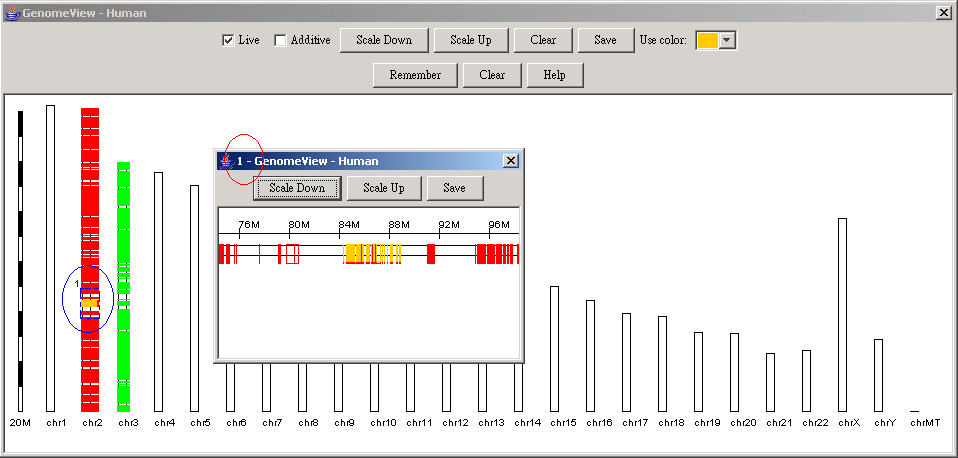 GenomeView - Human
Live Additive Scale Down Scale Up Clear Save Use color:
Remember Clear Help
1 - GenomeView - Human
Scale Down Scale Up Save
76M 80M 84M 88M 92M 96M
1
20M chr1 chr2 chr3 chr4 chr5 chr6 chr7 chr8 chr9 chr10 chr11 chr12 chr13 chr14 chr15 chr16 chr17 chr18 chr19 chr20 chr21 chr22 chrX chrY chrMT